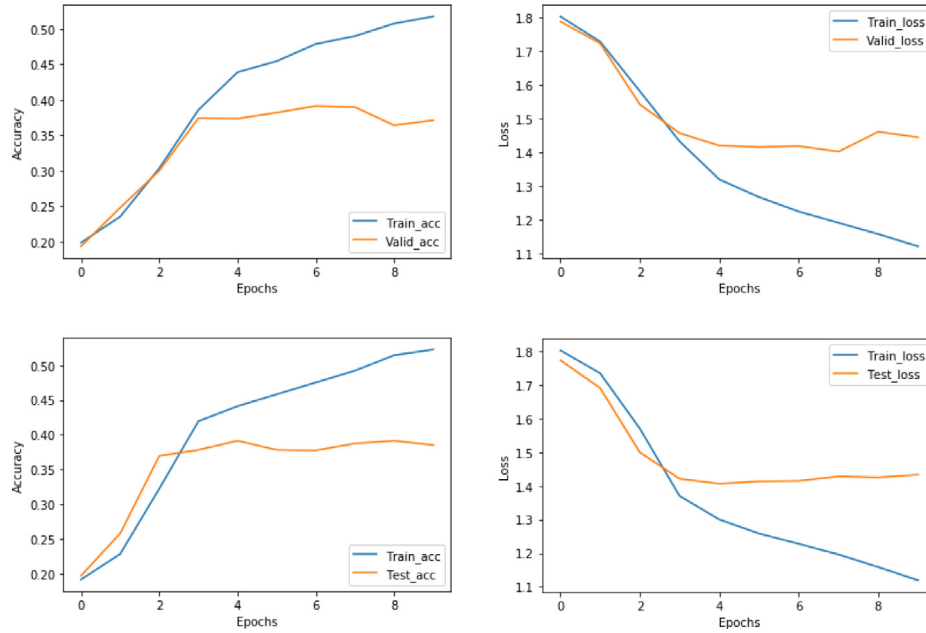 0.50
0.45
0.40
0.35
0.30
0.25
0.20
Accuracy
0 2 4 6 8
Epochs
Train_acc
Valid_acc
1.8
1.7
1.6
1.5
1.4
1.3
1.2
1.1
Loss
0 2 4 6 8
Epochs
Train_loss
Valid_loss
0.50
0.45
0.40
0.35
0.30
0.25
0.20
Accuracy
0 2 4 6 8
Epochs
Train_acc
Test_acc
1.8
1.7
1.6
1.5
1.4
1.3
1.2
1.1
Loss
0 2 4 6 8
Epochs
Train_loss
Test_loss